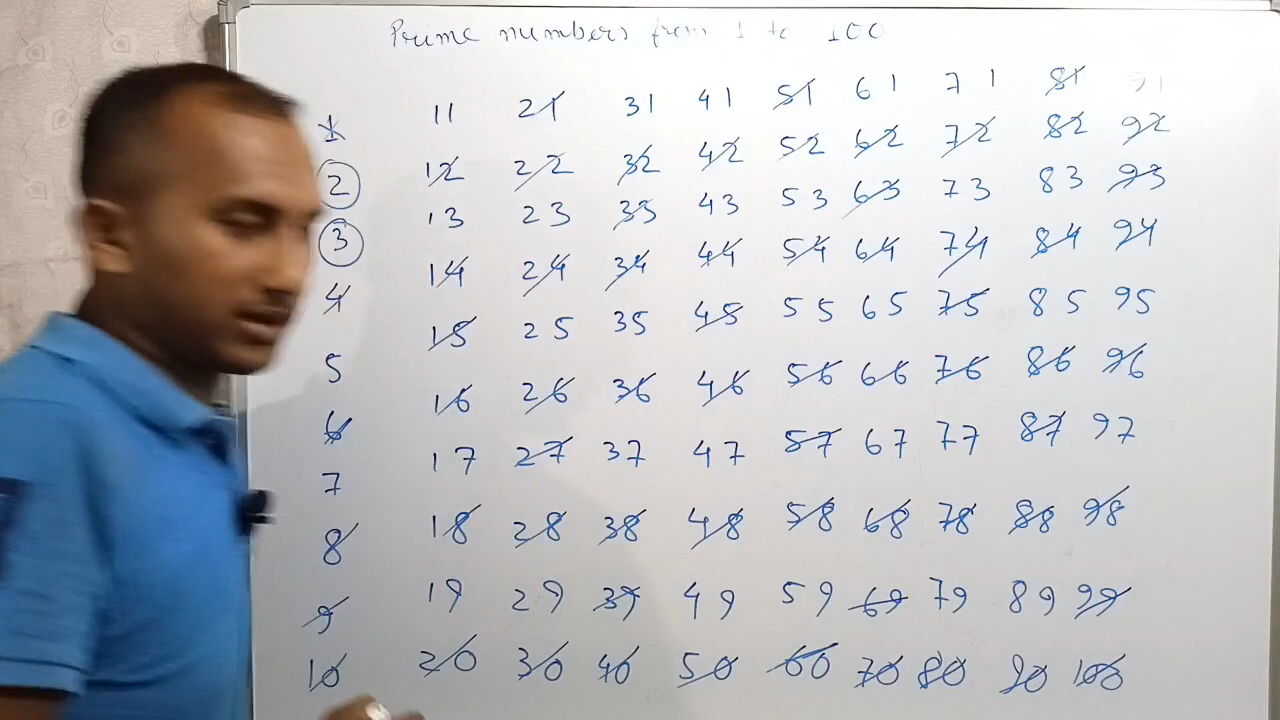 Prime numbers from 1 to 100
1 11 21 31 41 51 61 71 81 91
2 12 22 32 42 52 62 72 82 92
3 13 23 33 43 53 63 73 83 93
4 14 24 34 44 54 64 74 84 94
5 15 25 35 45 55 65 75 85 95
6 16 26 36 46 56 66 76 86 96
7 17 27 37 47 57 67 77 87 97
8 18 28 38 48 58 68 78 88 98
9 19 29 39 49 59 69 79 89 99
10 20 30 40 50 60 70 80 90 100